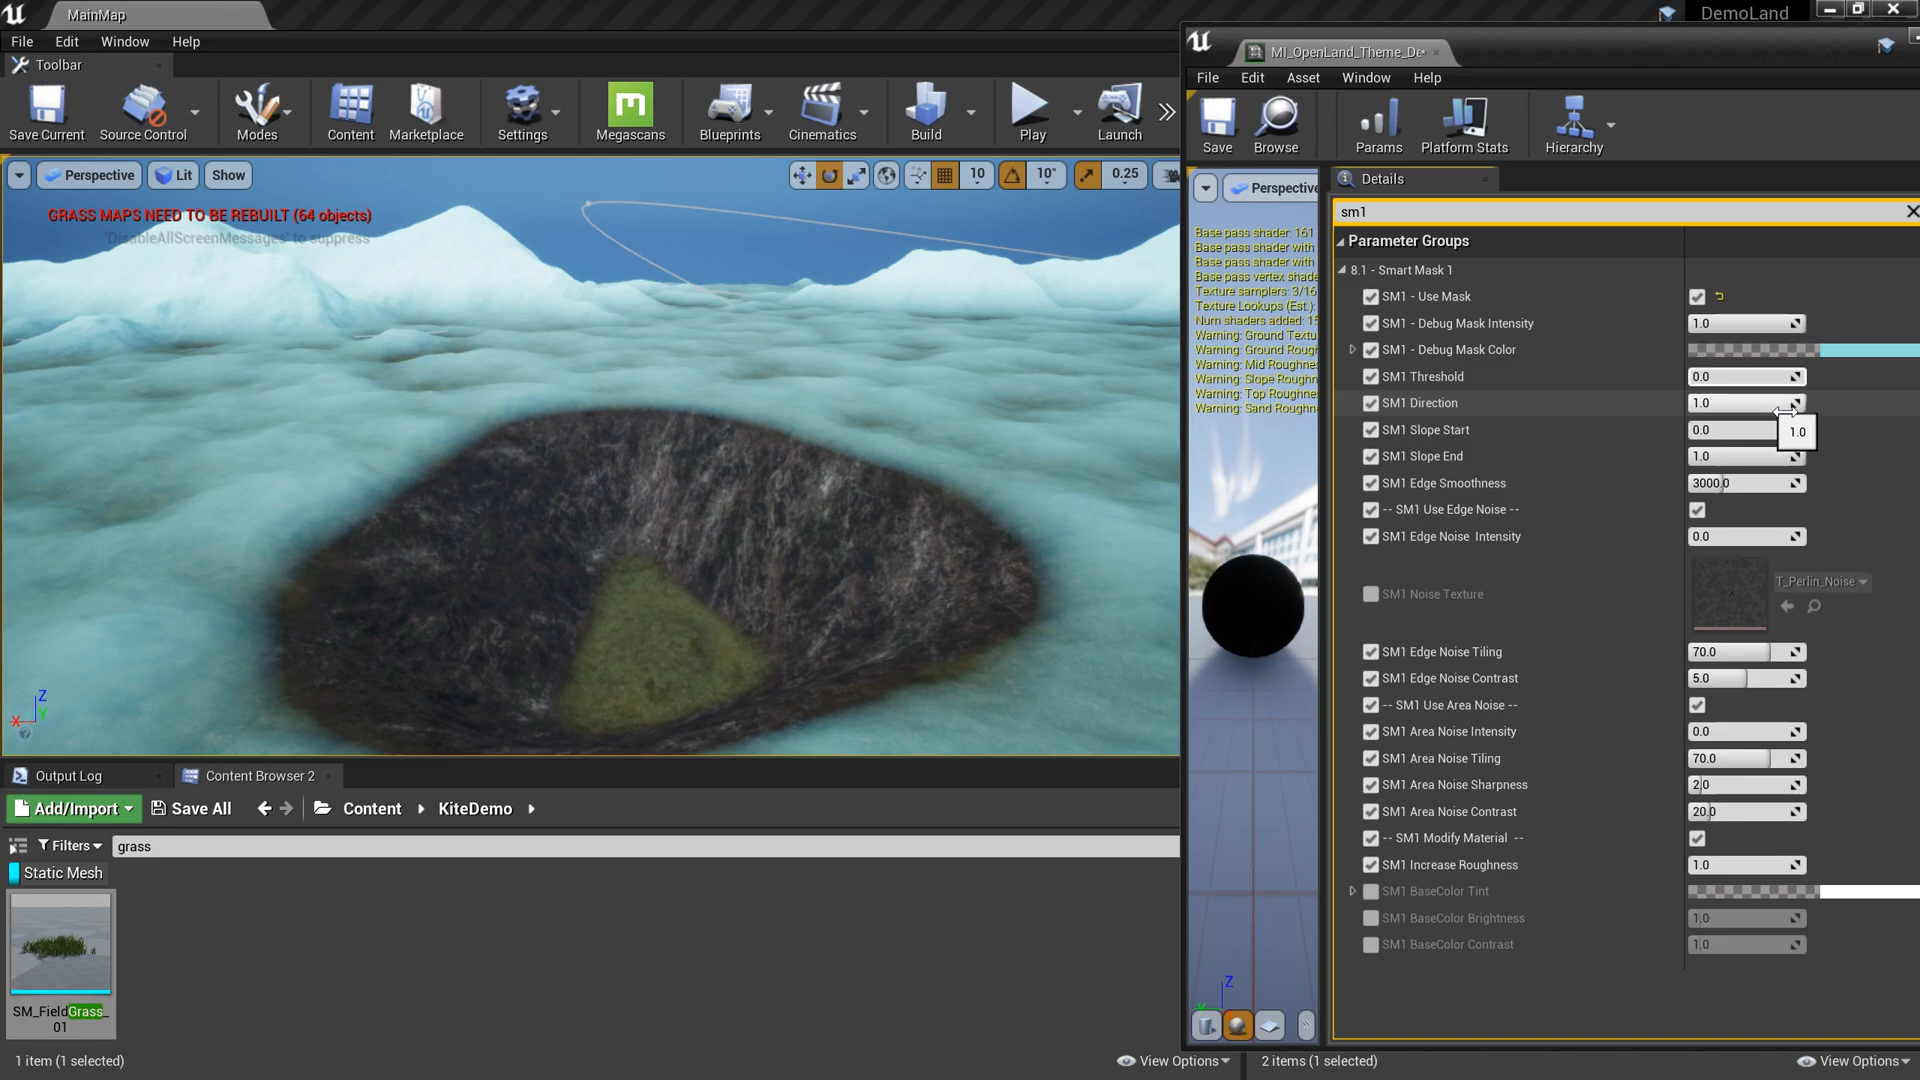 MainMap
DemoLand
File Edit Window Help
Toolbar
Save Current
Source Control
Modes
Content
Marketplace
Settings
Megascans
Blueprints
Cinematics
Build
Play
Launch
Perspective
Lit
Show
10
10°
0.25
GRASS MAPS NEED TO BE REBUILT (64 objects)
'DisableAllScreenMessages' to suppress
Z
X
Y
Output Log
Content Browser 2
Add/Import
Save All
Content
KiteDemo
Filters
grass
Static Mesh
SM_FieldGrass_
01
1 item (1 selected)
View Options
MI_OpenLand_Theme_De*
File Edit Asset Window Help
Save
Browse
Params
Platform Stats
Hierarchy
Perspective
Base pass shader: 161
Base pass shader with
Base pass shader with
Base pass vertex shade
Texture samplers: 3/16
Texture Lookups (Est.):
Num shaders added: 15
Warning: Ground Textu
Warning: Ground Rough
Warning: Mid Roughne
Warning: Slope Roughn
Warning: Top Roughne
Warning: Sand Roughn
Z
Y
Details
sm1
Parameter Groups
8.1 - Smart Mask 1
SM1 - Use Mask
SM1 - Debug Mask Intensity 1.0
SM1 - Debug Mask Color
SM1 Threshold 0.0
SM1 Direction 1.0
1.0
SM1 Slope Start 0.0
SM1 Slope End 1.0
SM1 Edge Smoothness 3000.0
-- SM1 Use Edge Noise --
SM1 Edge Noise Intensity 0.0
SM1 Noise Texture T_Perlin_Noise
SM1 Edge Noise Tiling 70.0
SM1 Edge Noise Contrast 5.0
-- SM1 Use Area Noise --
SM1 Area Noise Intensity 0.0
SM1 Area Noise Tiling 70.0
SM1 Area Noise Sharpness 2.0
SM1 Area Noise Contrast 20.0
-- SM1 Modify Material --
SM1 Increase Roughness 1.0
SM1 BaseColor Tint
SM1 BaseColor Brightness 1.0
SM1 BaseColor Contrast 1.0
2 items (1 selected)
View Options